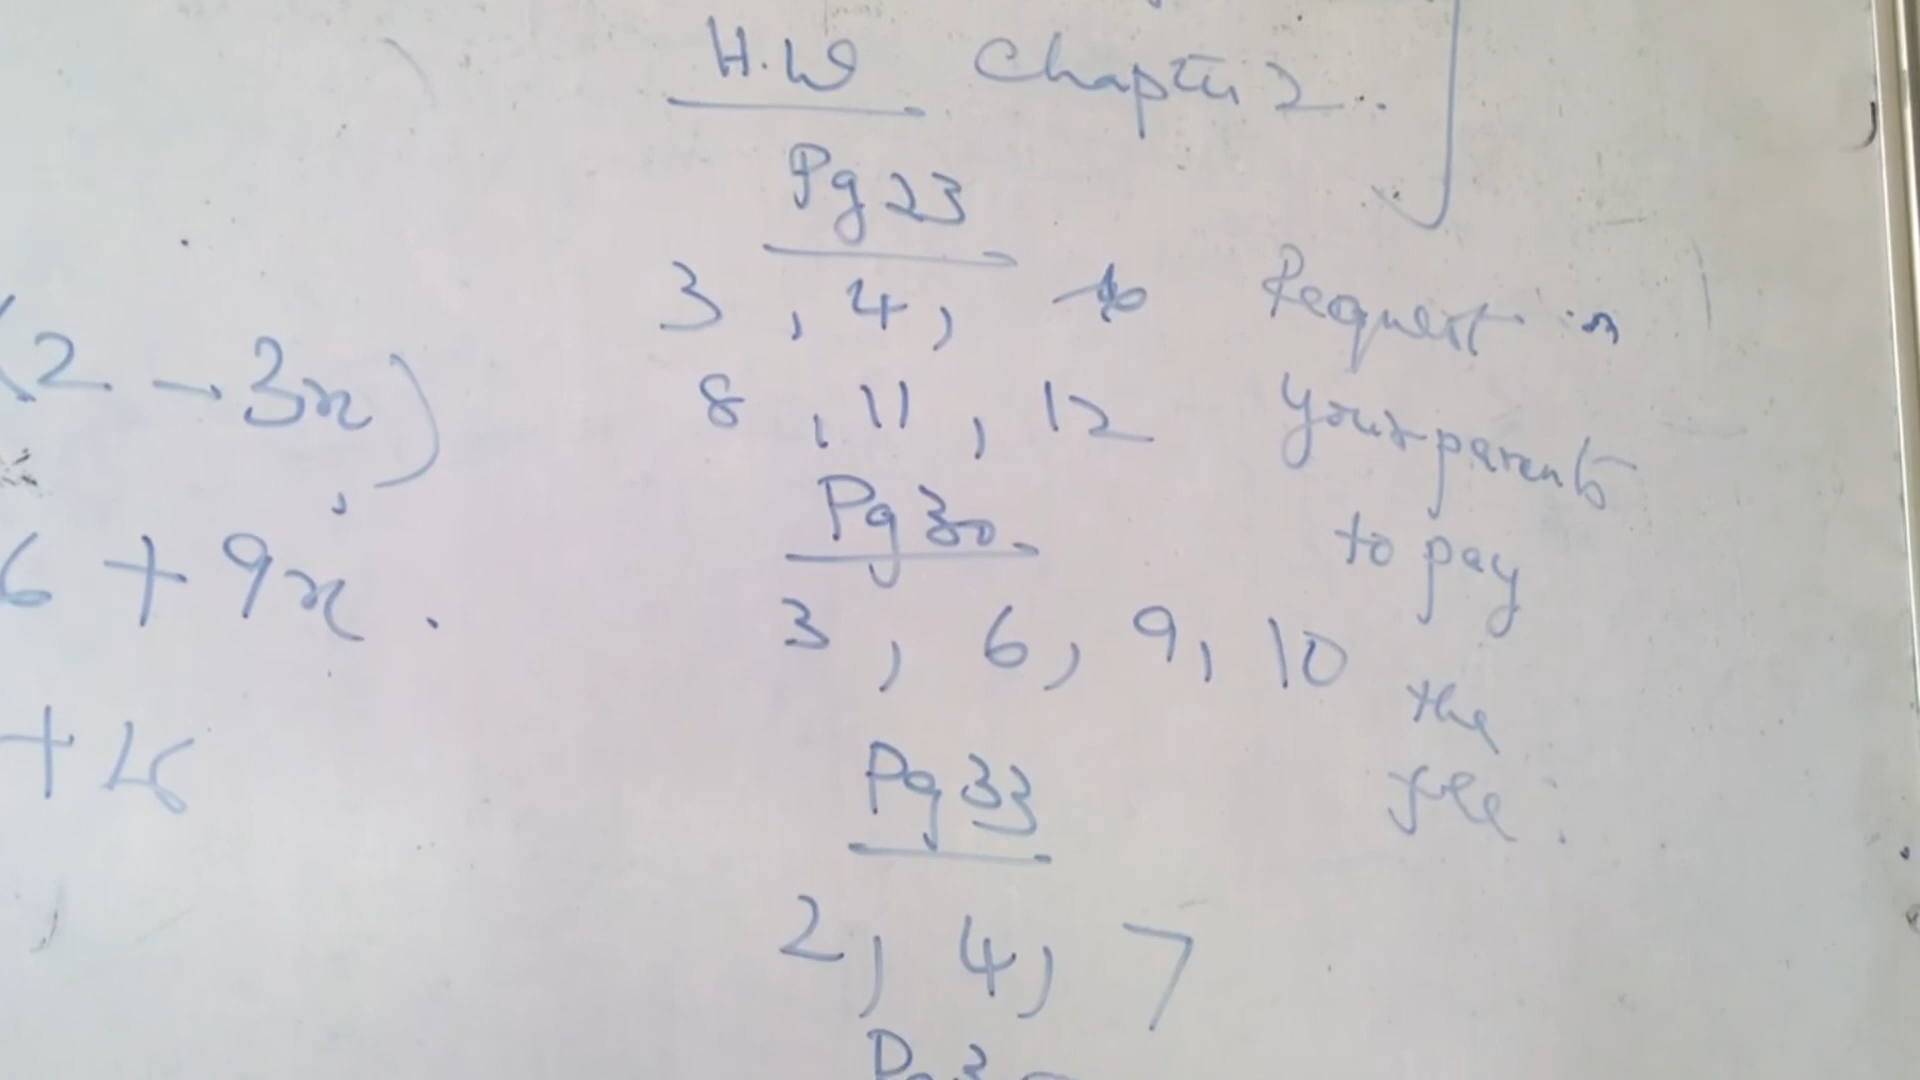 H.W Chapter 2.
Pg 23
3, 4,
8, 11, 12
Pg 30.
3, 6, 9, 10
Pg 33
2, 4, 7
Request
your parents
to pay
the
fee.
(2 - 3x)
6 + 9x.